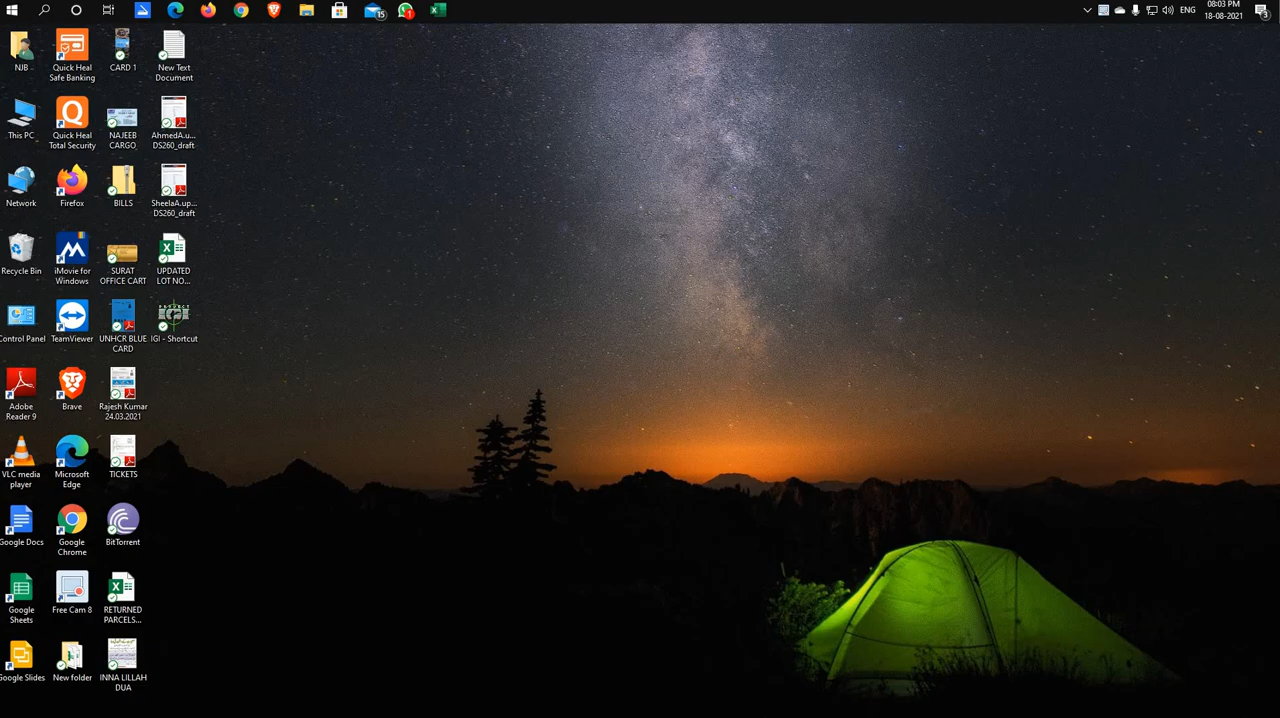 15
1
ENG
08:03 PM
18-08-2021
3
NJB
Quick Heal
Safe Banking
CARD 1
New Text
Document
This PC
Quick Heal
Total Security
NAJEEB
CARGO
AhmedA.up...
DS260_draft
Network
Firefox
BILLS
SheelaA.up...
DS260_draft
Recycle Bin
iMovie for
Windows
SURAT
OFFICE CART
UPDATED
LOT NO...
Control Panel
TeamViewer
UNHCR BLUE
CARD
IGI - Shortcut
Adobe
Reader 9
Brave
Rajesh Kumar
24.03.2021
VLC media
player
Microsoft
Edge
TICKETS
Google Docs
Google
Chrome
BitTorrent
Google
Sheets
Free Cam 8
RETURNED
PARCELS...
Google Slides
New folder
INNA LILLAH
DUA